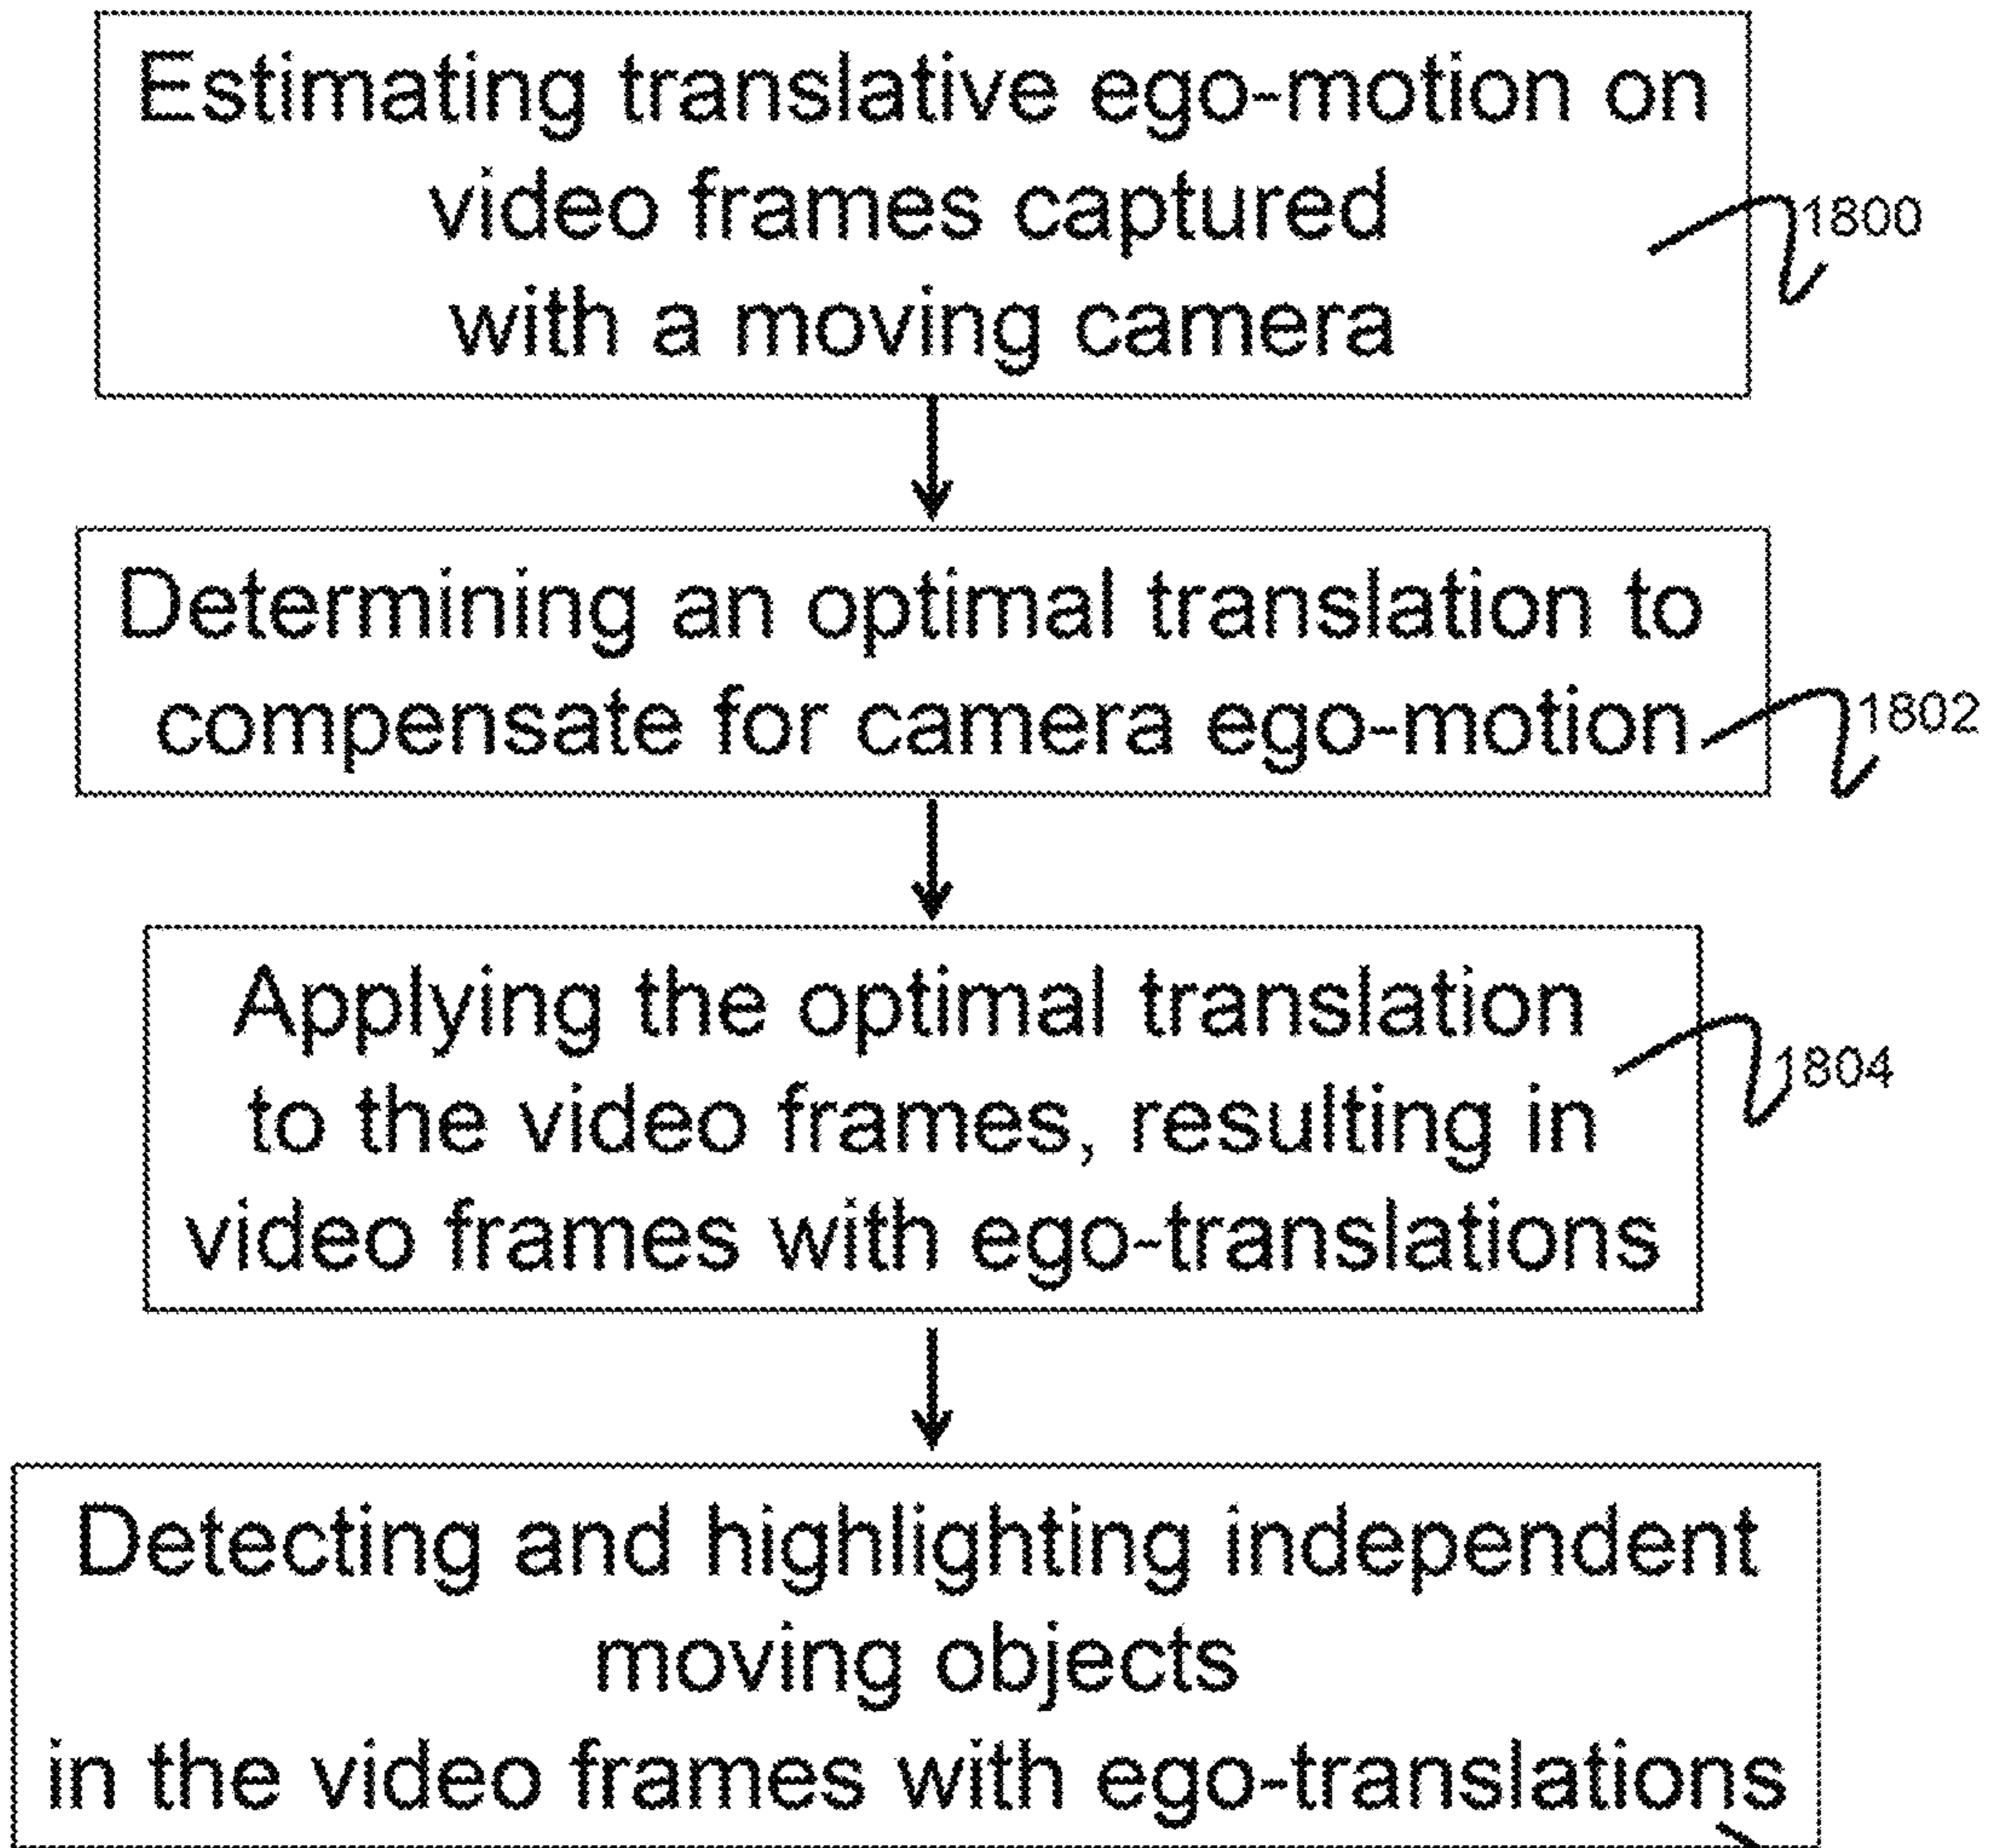 Estimating translative ego-motion on
video frames captured
1800
with a moving camera
Determining an optimal translation to
compensate for camera ego-motion
1802
Applying the optimal translation
1804
to the video frames, resulting in
video frames with ego-translations
Detecting and highlighting independent
moving objects
in the video frames with ego-translations